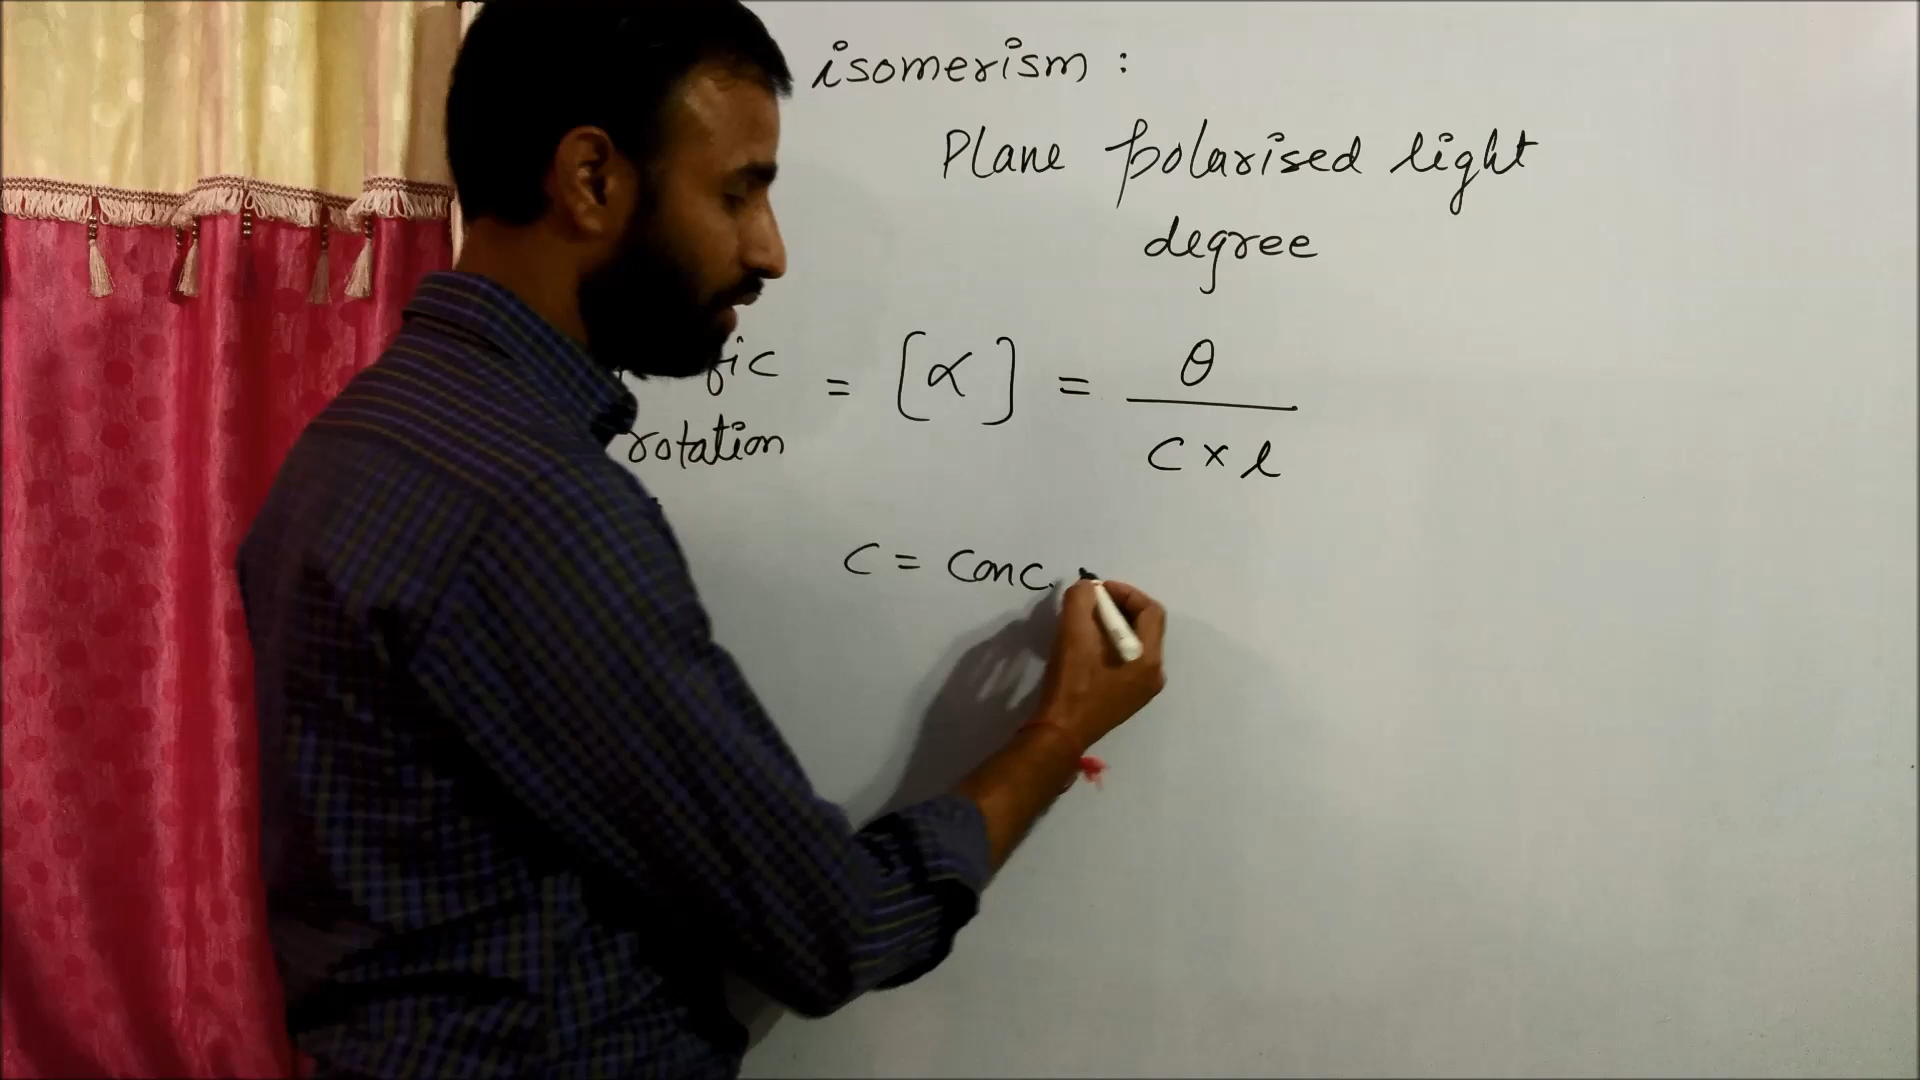 isomerism :
Plane polarised light
degree
fic = [α] = θ / c × l
rotation
c = conc.